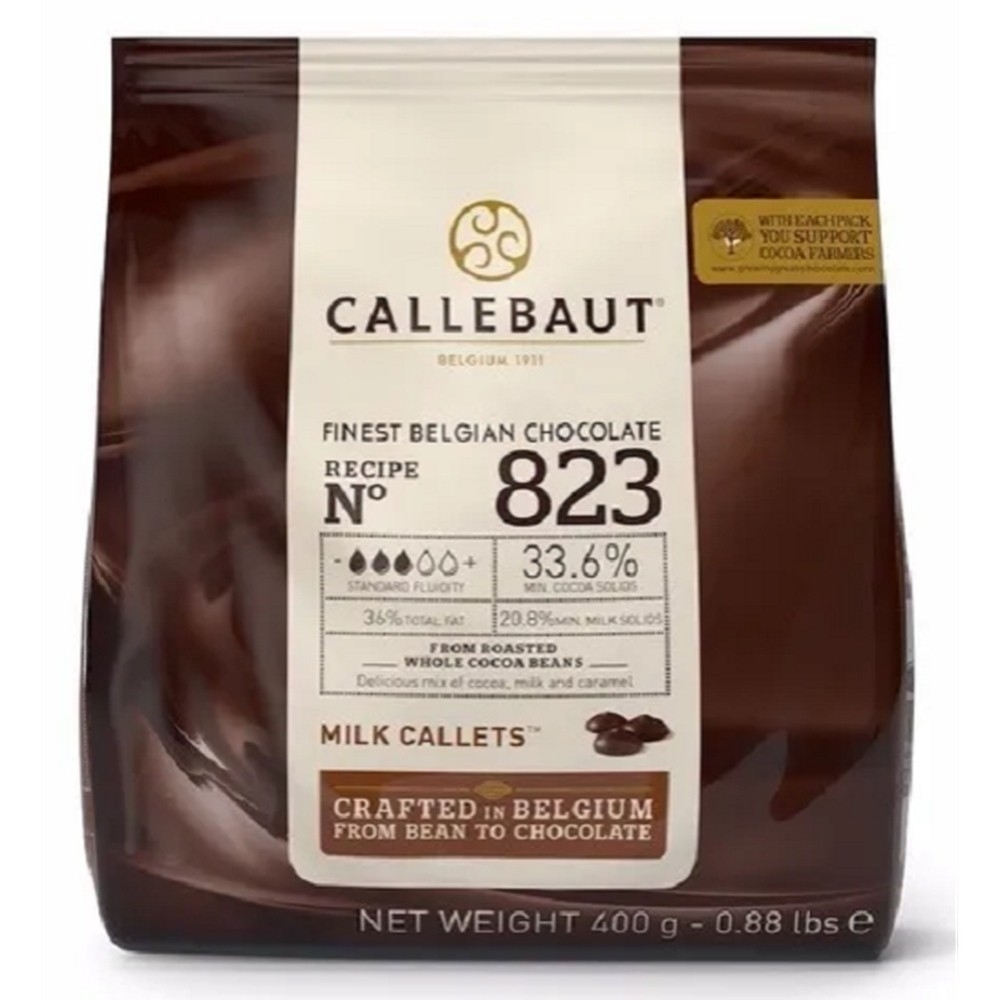 WITH EACH PACK
YOU SUPPORT
COCOA FARMERS
www.growinggreatchocolate.com
CALLEBAUT®
BELGIUM 1911
FINEST BELGIAN CHOCOLATE
RECIPE
Nº 823
- +
STANDARD FLUIDITY
33.6%
MIN. COCOA SOLIDS
36% TOTAL FAT
20.8% MIN. MILK SOLIDS
FROM ROASTED
WHOLE COCOA BEANS
Delicious mix of cocoa, milk and caramel
MILK CALLETS™
CRAFTED IN BELGIUM
FROM BEAN TO CHOCOLATE
NET WEIGHT 400 g - 0.88 lbs e